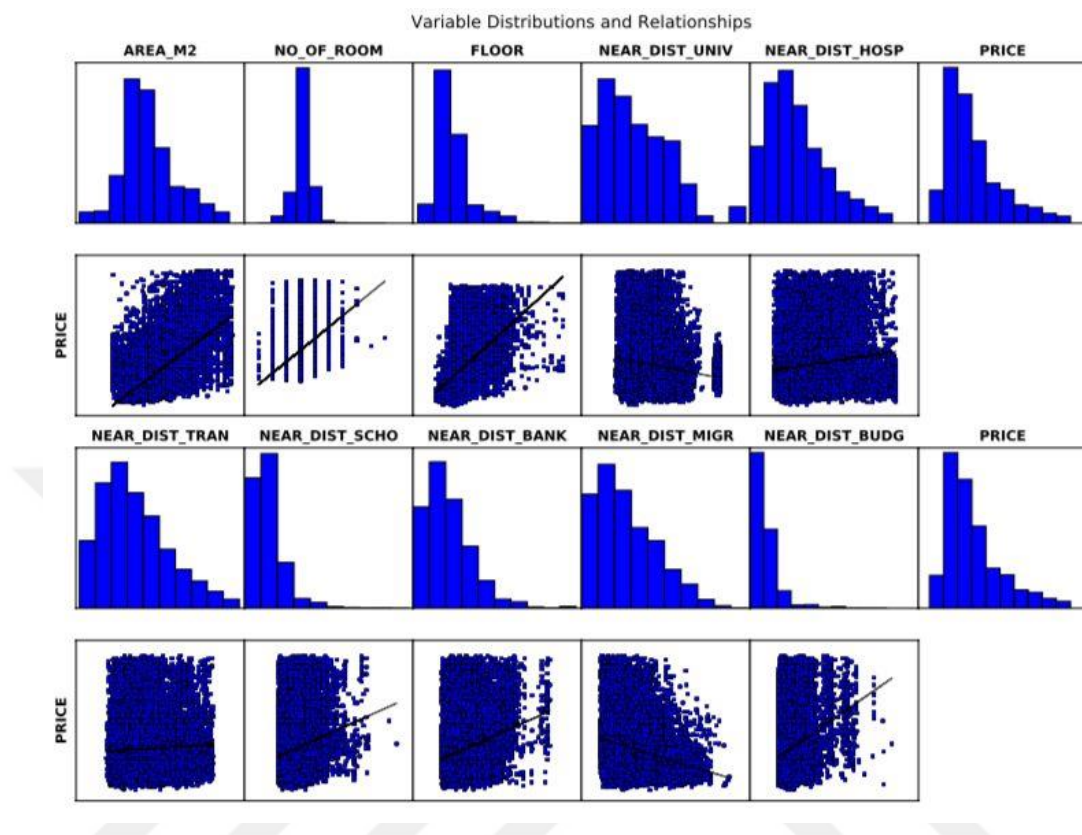 Variable Distributions and Relationships
AREA_M2 NO_OF_ROOM FLOOR NEAR_DIST_UNIV NEAR_DIST_HOSP PRICE
PRICE
NEAR_DIST_TRAN NEAR_DIST_SCHO NEAR_DIST_BANK NEAR_DIST_MIGR NEAR_DIST_BUDG PRICE
PRICE